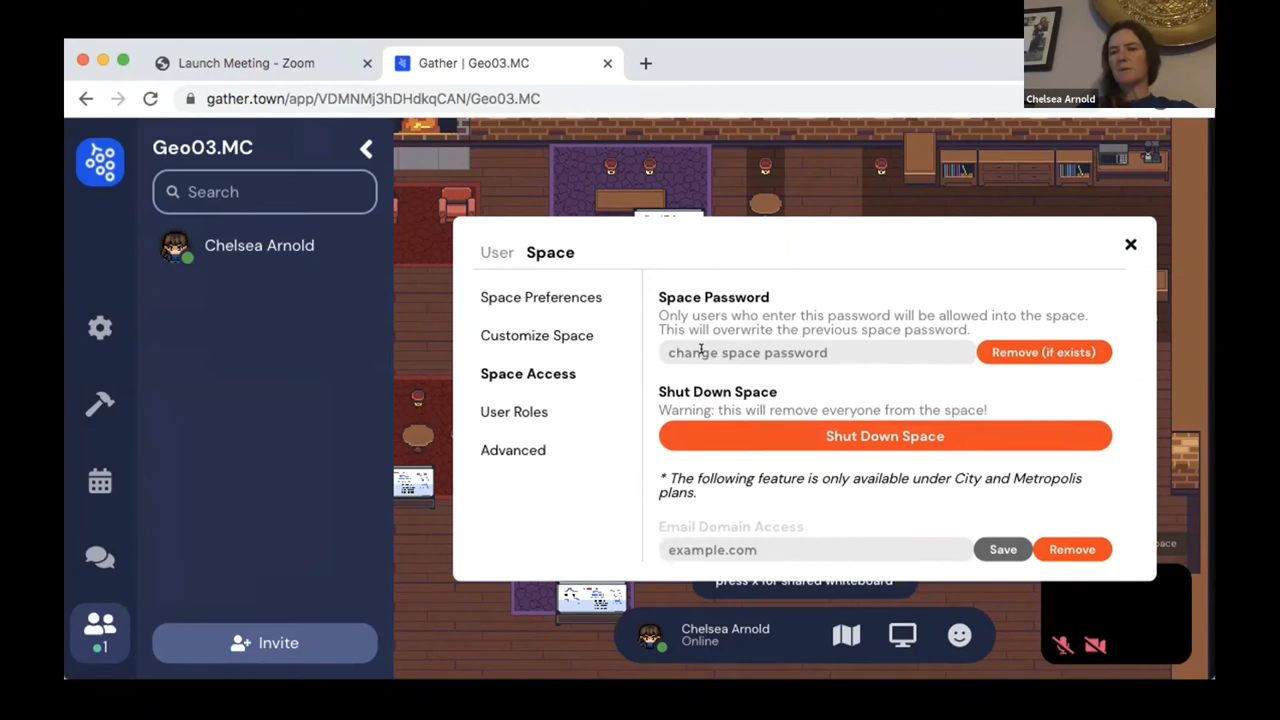 Launch Meeting - Zoom
Gather | Geo03.MC
gather.town/app/VDMNMj3hDHdkqCAN/Geo03.MC
Chelsea Arnold
Geo03.MC
Search
Chelsea Arnold
User Space
Space Preferences
Customize Space
Space Access
User Roles
Advanced
Space Password
Only users who enter this password will be allowed into the space.
This will overwrite the previous space password.
change space password
Remove (if exists)
Shut Down Space
Warning: this will remove everyone from the space!
Shut Down Space
* The following feature is only available under City and Metropolis
plans.
Email Domain Access
example.com
Save
Remove
press x for shared whiteboard
Chelsea Arnold
Online
1
Invite